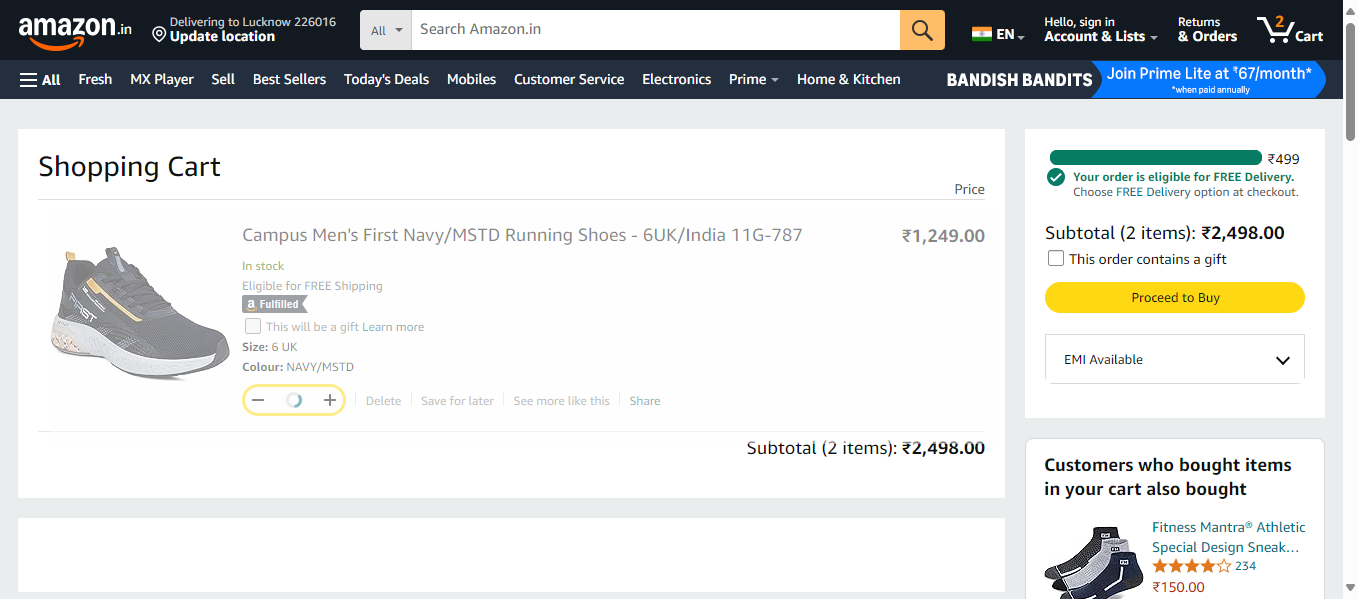 amazon.in
Delivering to Lucknow 226016
Update location
All
Search Amazon.in
EN
Hello, sign in
Account & Lists
Returns
& Orders
2
Cart
All
Fresh
MX Player
Sell
Best Sellers
Today's Deals
Mobiles
Customer Service
Electronics
Prime
Home & Kitchen
BANDISH BANDITS
Join Prime Lite at ₹67/month*
*when paid annually
Shopping Cart
Price
Campus Men's First Navy/MSTD Running Shoes - 6UK/India 11G-787
₹1,249.00
In stock
Eligible for FREE Shipping
a Fulfilled
This will be a gift Learn more
Size: 6 UK
Colour: NAVY/MSTD
− +
Delete
Save for later
See more like this
Share
Subtotal (2 items): ₹2,498.00
FIRST
₹499
Your order is eligible for FREE Delivery.
Choose FREE Delivery option at checkout.
Subtotal (2 items): ₹2,498.00
This order contains a gift
Proceed to Buy
EMI Available
Customers who bought items
in your cart also bought
Fitness Mantra® Athletic
Special Design Sneak…
234
₹150.00